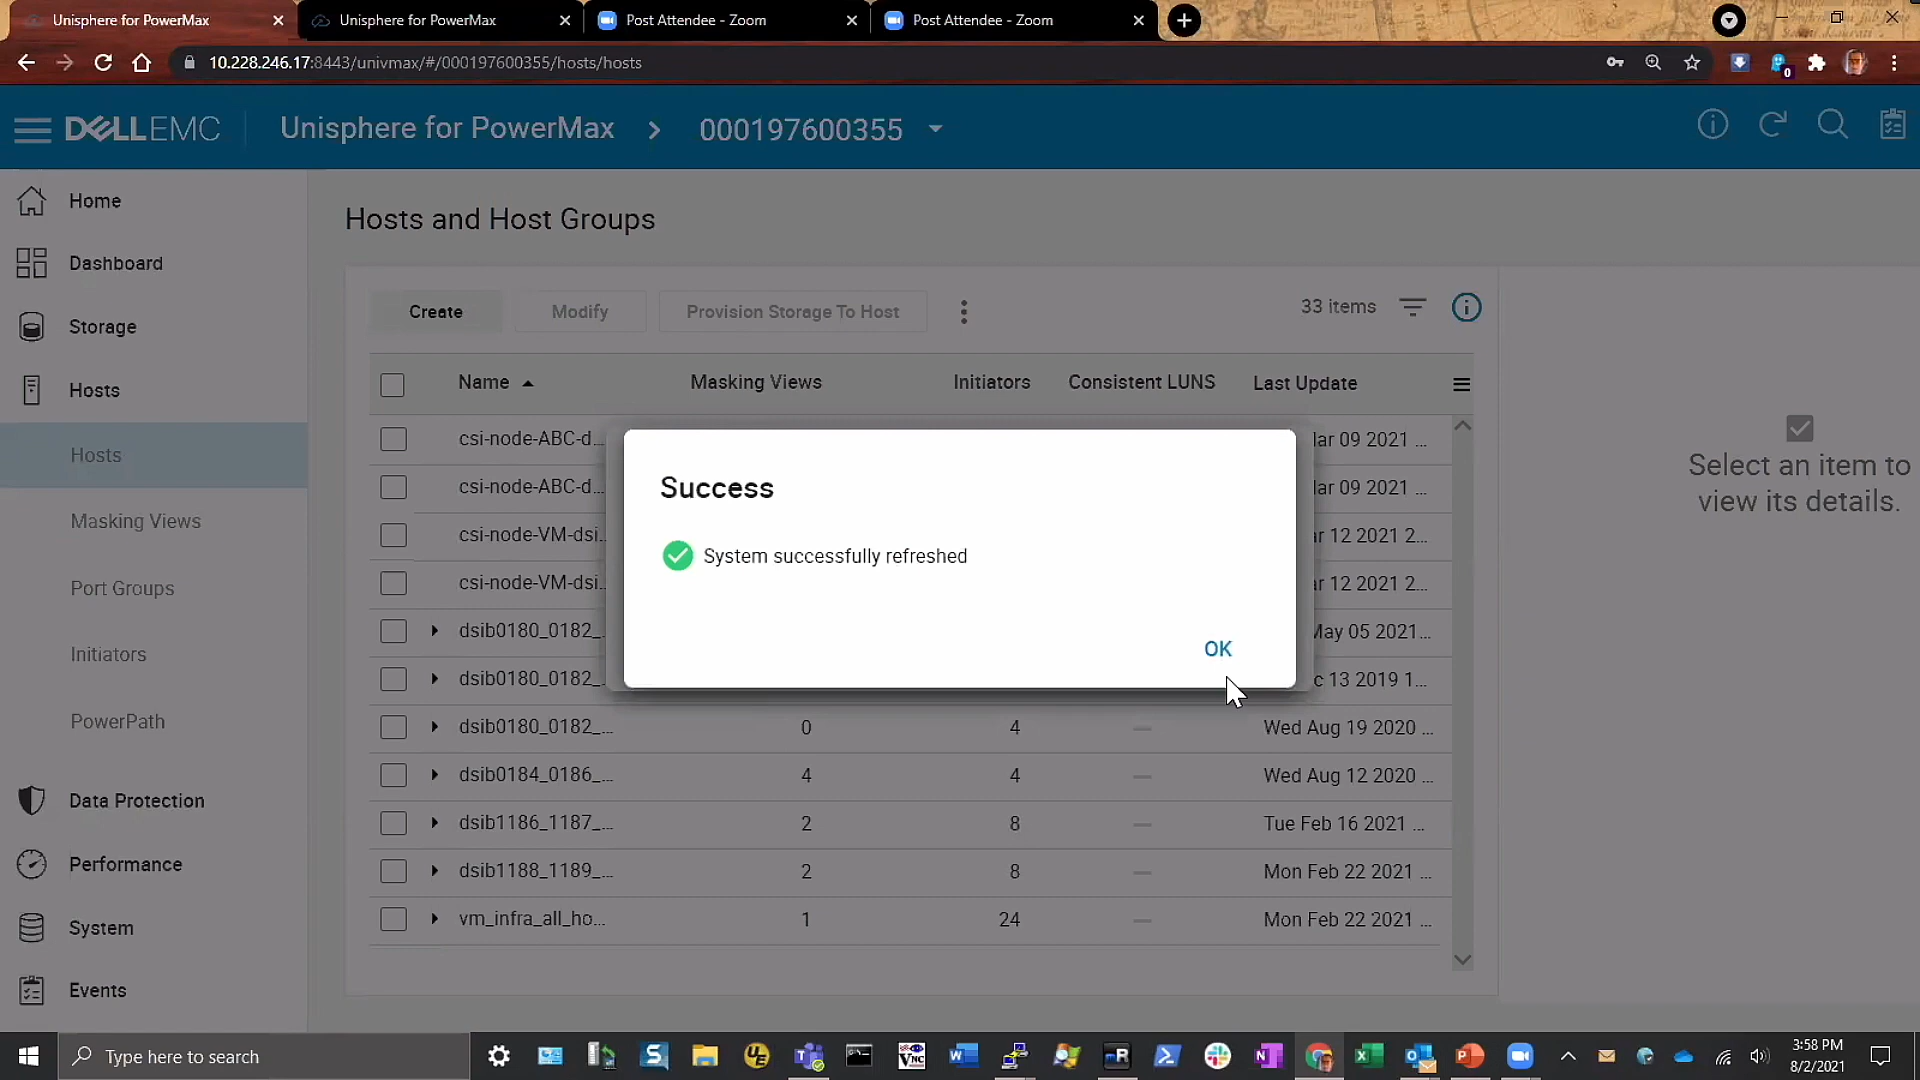 Unisphere for PowerMax
Unisphere for PowerMax
Post Attendee - Zoom
Post Attendee - Zoom
10.228.246.17:8443/univmax/#/000197600355/hosts/hosts
0
DELLEMC
Unisphere for PowerMax
000197600355
Home
Dashboard
Storage
Hosts
Hosts
Masking Views
Port Groups
Initiators
PowerPath
Data Protection
Performance
System
Events
Hosts and Host Groups
Create
Modify
Provision Storage To Host
33 items
Name
Masking Views
Initiators
Consistent LUNS
Last Update
csi-node-ABC-d... ar 09 2021 ...
csi-node-ABC-d... ar 09 2021 ...
csi-node-VM-dsi... r 12 2021 2...
csi-node-VM-dsi... r 12 2021 2...
dsib0180_0182_ May 05 2021...
dsib0180_0182_ c 13 2019 1...
dsib0180_0182_... 0 4 — Wed Aug 19 2020 ...
dsib0184_0186_... 4 4 — Wed Aug 12 2020 ...
dsib1186_1187_... 2 8 — Tue Feb 16 2021 ...
dsib1188_1189_... 2 8 — Mon Feb 22 2021 ...
vm_infra_all_ho... 1 24 — Mon Feb 22 2021 ...
Success
System successfully refreshed
OK
Select an item to
view its details.
Type here to search
3:58 PM
8/2/2021